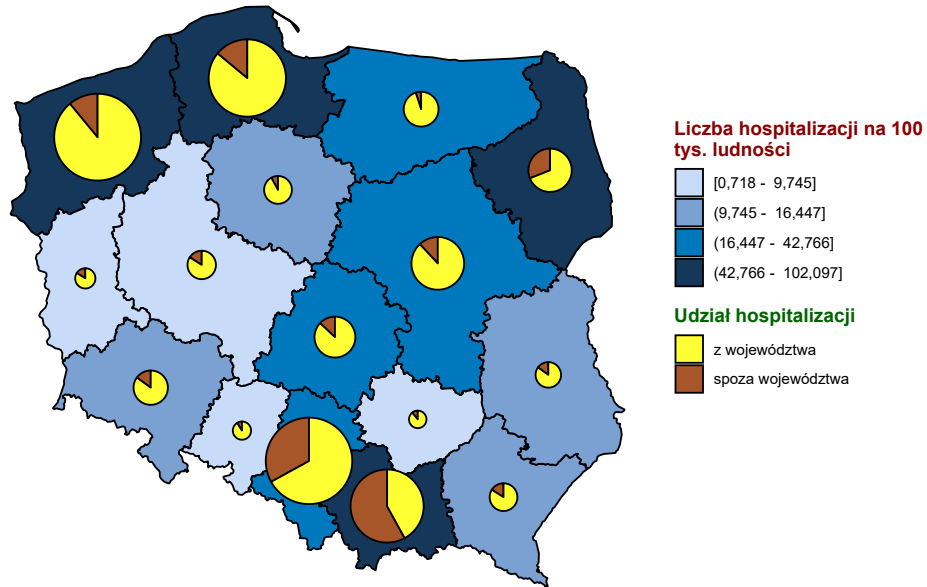 Liczba hospitalizacji na 100
tys. ludności
[0,718 - 9,745]
(9,745 - 16,447]
(16,447 - 42,766]
(42,766 - 102,097]
Udział hospitalizacji
z województwa
spoza województwa